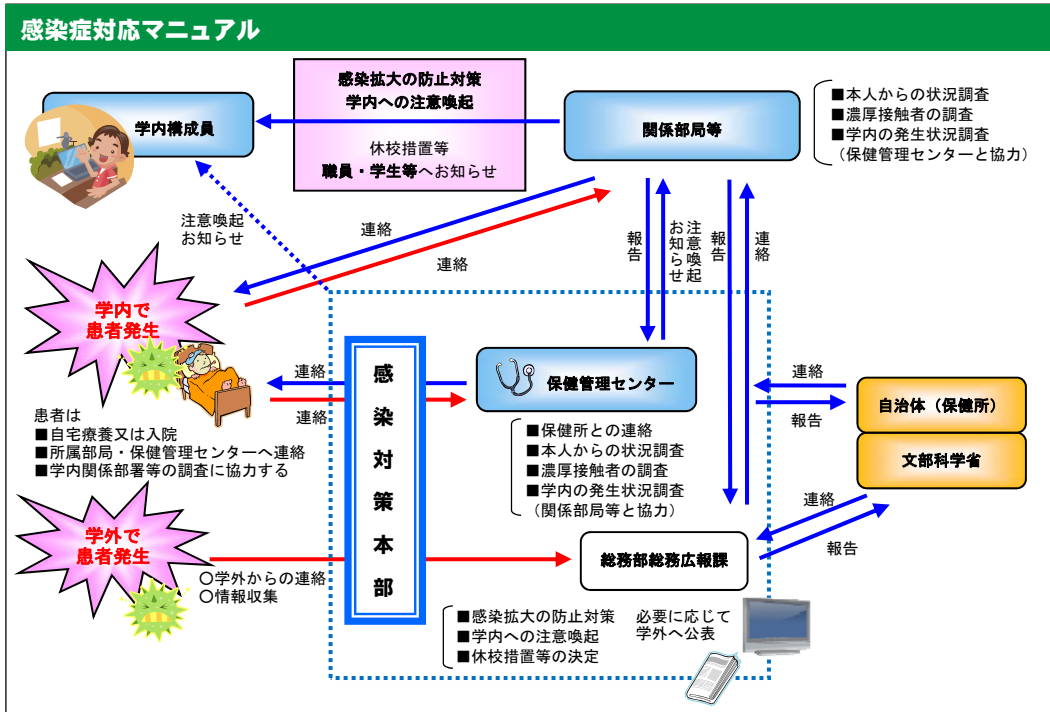 感染症対応マニュアル
感染拡大の防止対策
学内への注意喚起
休校措置等
職員・学生等へお知らせ
学内構成員
関係部局等
■本人からの状況調査
■濃厚接触者の調査
■学内の発生状況調査
(保健管理センターと協力)
注意喚起
お知らせ
連絡
連絡
報告
注意喚起
お知らせ
報告
連絡
学内で
患者発生
連絡
連絡
患者は
■自宅療養又は入院
■所属部局・保健管理センターへ連絡
■学内関係部署等の調査に協力する
感染対策本部
保健管理センター
■保健所との連絡
■本人からの状況調査
■濃厚接触者の調査
■学内の発生状況調査
(関係部局等と協力)
連絡
報告
自治体(保健所)
文部科学省
連絡
報告
学外で
患者発生
○学外からの連絡
○情報収集
総務部総務広報課
■感染拡大の防止対策
■学内への注意喚起
■休校措置等の決定
必要に応じて
学外へ公表